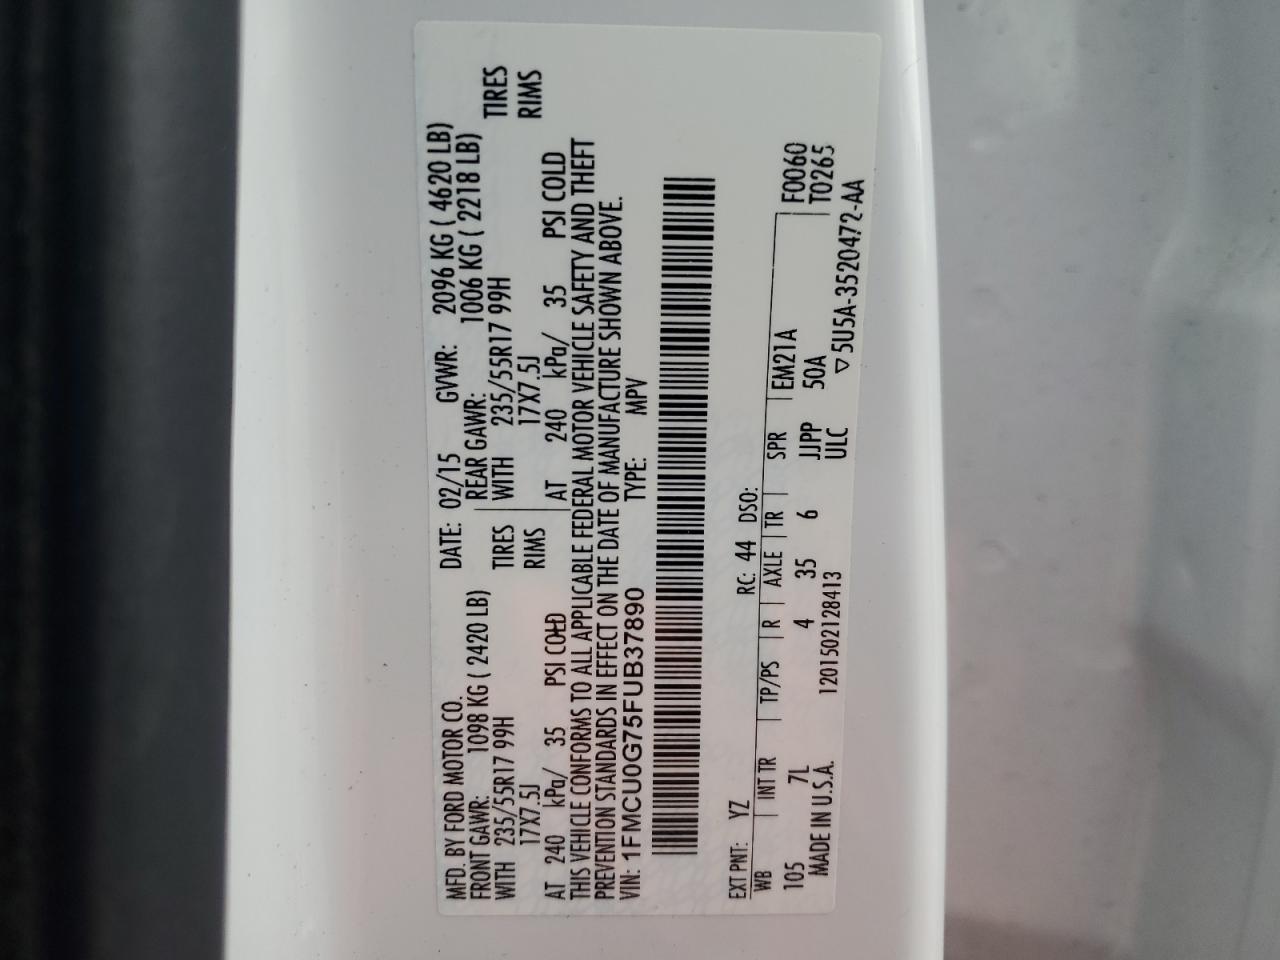 MFD. BY FORD MOTOR CO. DATE: 02/15 GVWR: 2096 KG ( 4620 LB)
FRONT GAWR: 1098 KG ( 2420 LB) REAR GAWR: 1006 KG ( 2218 LB)
WITH 235/55R17 99H TIRES WITH 235/55R17 99H TIRES
17X7.5J RIMS 17X7.5J RIMS
AT 240 kPa/ 35 PSI COLD AT 240 kPa/ 35 PSI COLD
THIS VEHICLE CONFORMS TO ALL APPLICABLE FEDERAL MOTOR VEHICLE SAFETY AND THEFT
PREVENTION STANDARDS IN EFFECT ON THE DATE OF MANUFACTURE SHOWN ABOVE.
VIN: 1FMCU0G75FUB37890 TYPE: MPV
EXT PNT: YZ RC: 44 DSO:
WB INT TR TP/PS R AXLE TR SPR EM21A F0060
105 7L 4 35 6 JJPP 50A T0265
MADE IN U.S.A. 1201502128413 ULC ▽5U5A-3520472-AA